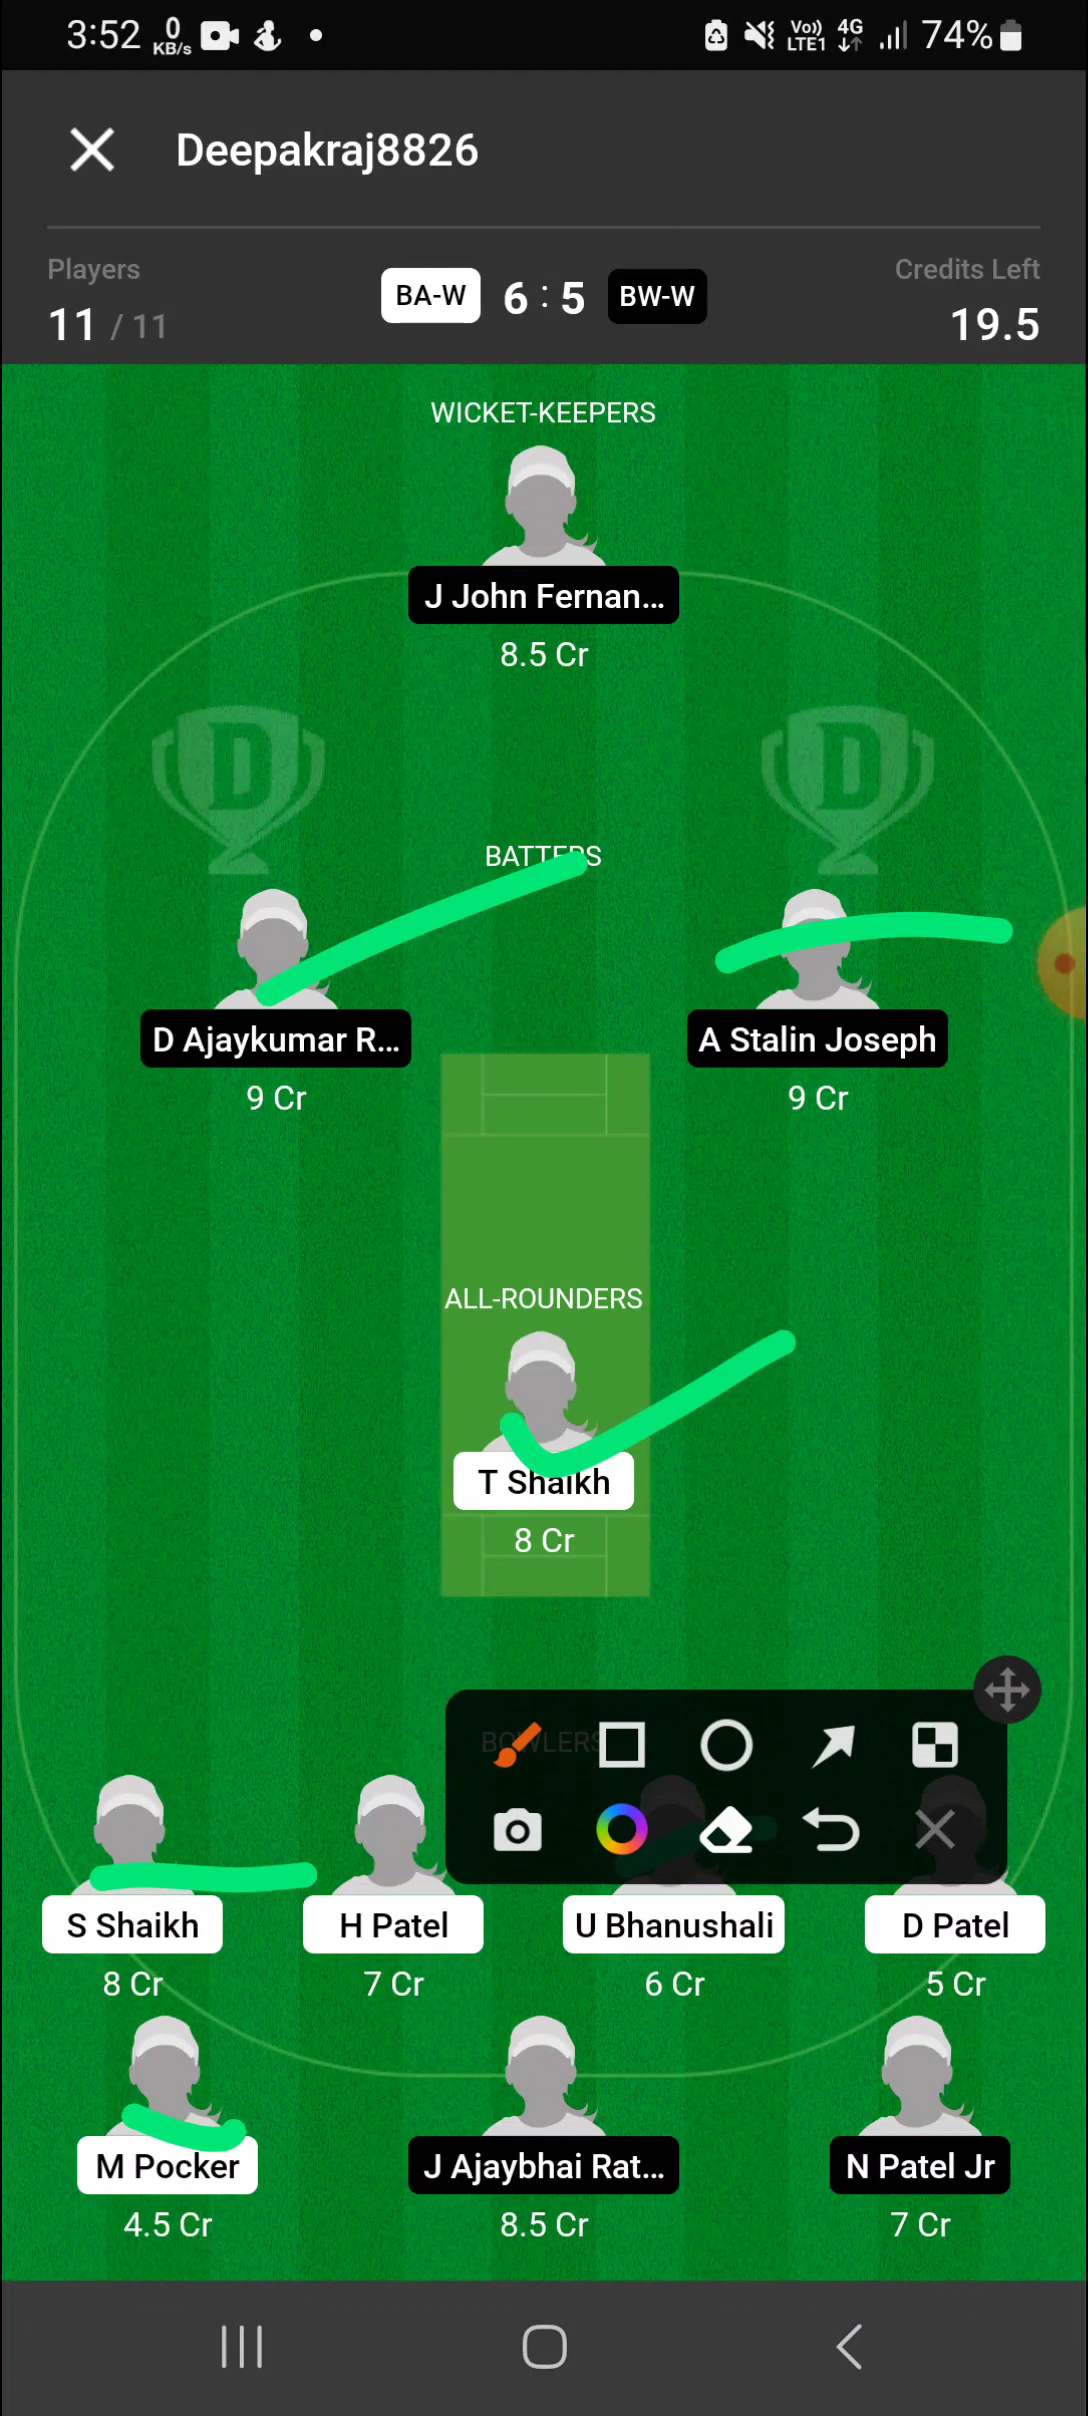 3:52 0 KB/s Vo)) LTE1 4G 74%
Deepakraj8826
Players Credits Left
11 / 11 BA-W 6 : 5 BW-W 19.5
WICKET-KEEPERS
J John Fernan...
8.5 Cr
D D
BATTERS
D Ajaykumar R... A Stalin Joseph
9 Cr 9 Cr
ALL-ROUNDERS
T Shaikh
8 Cr
BOWLERS
S Shaikh H Patel U Bhanushali D Patel
8 Cr 7 Cr 6 Cr 5 Cr
M Pocker J Ajaybhai Rat... N Patel Jr
4.5 Cr 8.5 Cr 7 Cr